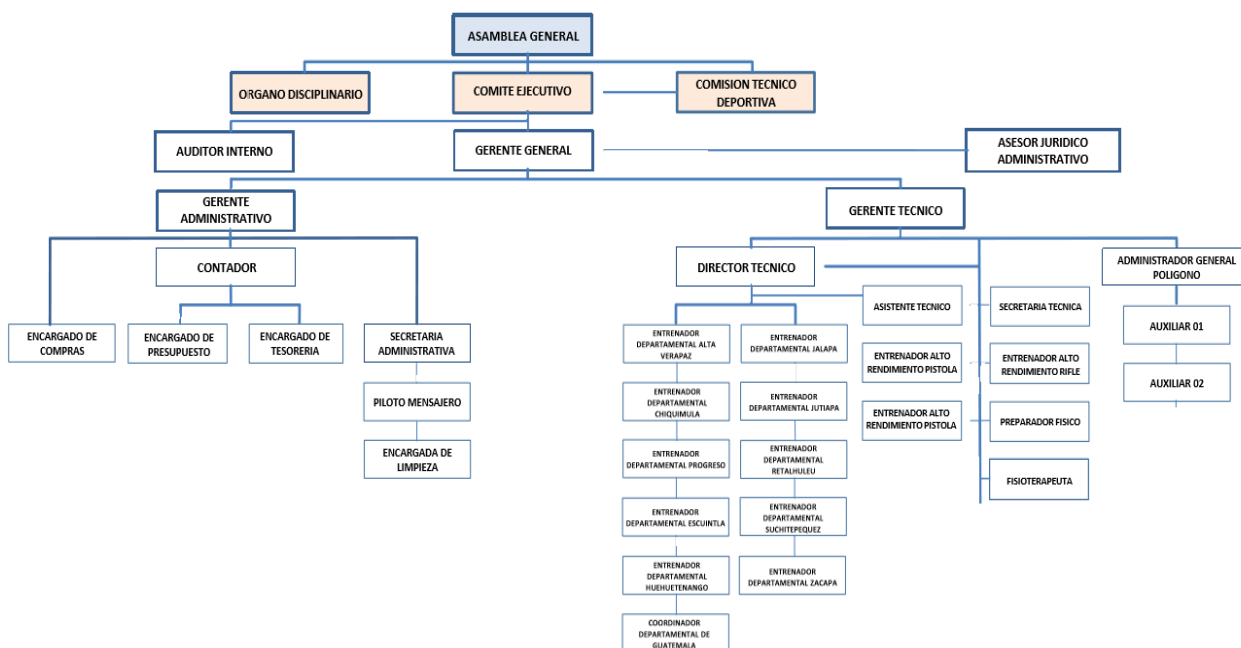 ASAMBLEA GENERAL
ORGANO DISCIPLINARIO
COMITE EJECUTIVO
COMISION TECNICO
DEPORTIVA
AUDITOR INTERNO
GERENTE GENERAL
ASESOR JURIDICO
ADMINISTRATIVO
GERENTE
ADMINISTRATIVO
GERENTE TECNICO
CONTADOR
DIRECTOR TECNICO
ADMINISTRADOR GENERAL
POLIGONO
ENCARGADO DE
COMPRAS
ENCARGADO DE
PRESUPUESTO
ENCARGADO DE
TESORERIA
SECRETARIA
ADMINISTRATIVA
PILOTO MENSAJERO
ENCARGADA DE
LIMPIEZA
ENTRENADOR
DEPARTAMENTAL ALTA
VERAPAZ
ENTRENADOR
DEPARTAMENTAL
CHIQUIMULA
ENTRENADOR
DEPARTAMENTAL PROGRESO
ENTRENADOR
DEPARTAMENTAL ESCUINTLA
ENTRENADOR
DEPARTAMENTAL
HUEHUETENANGO
COORDINADOR
DEPARTAMENTAL DE
GUATEMALA
ENTRENADOR
DEPARTAMENTAL JALAPA
ENTRENADOR
DEPARTAMENTAL JUTIAPA
ENTRENADOR
DEPARTAMENTAL
RETALHULEU
ENTRENADOR
DEPARTAMENTAL
SUCHITEPEQUEZ
ENTRENADOR
DEPARTAMENTAL ZACAPA
ASISTENTE TECNICO
SECRETARIA TECNICA
ENTRENADOR ALTO
RENDIMIENTO PISTOLA
ENTRENADOR ALTO
RENDIMIENTO RIFLE
ENTRENADOR ALTO
RENDIMIENTO PISTOLA
PREPARADOR FISICO
FISIOTERAPEUTA
AUXILIAR 01
AUXILIAR 02